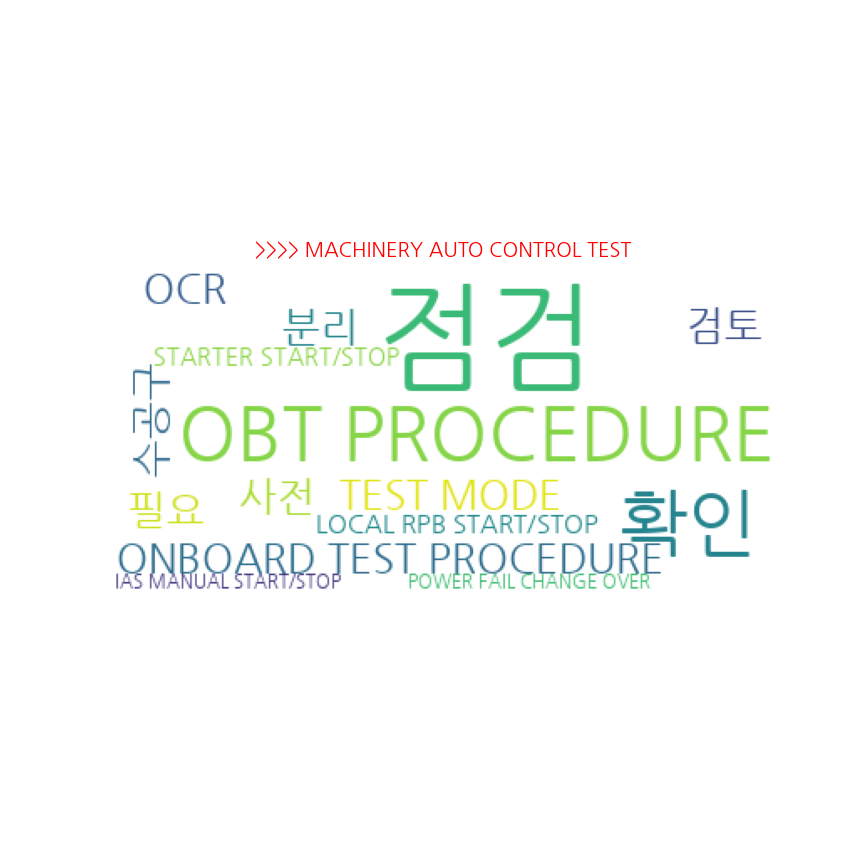 >>>> MACHINERY AUTO CONTROL TEST
OCR
분리
점검
검토
STARTER START/STOP
수공구
OBT PROCEDURE
필요
사전
TEST MODE
확인
LOCAL RPB START/STOP
ONBOARD TEST PROCEDURE
IAS MANUAL START/STOP
POWER FAIL CHANGE OVER